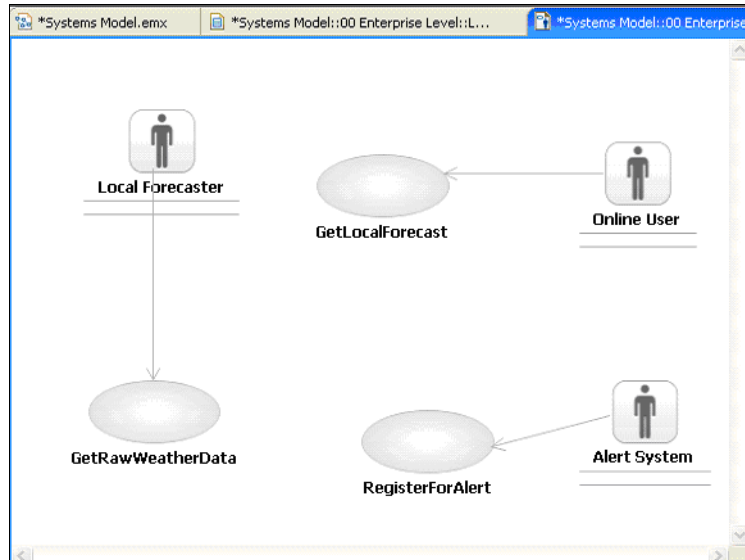 *Systems Model.emx
*Systems Model::00 Enterprise Level::L...
*Systems Model::00 Enterprise
Local Forecaster
GetLocalForecast
Online User
GetRawWeatherData
RegisterForAlert
Alert System